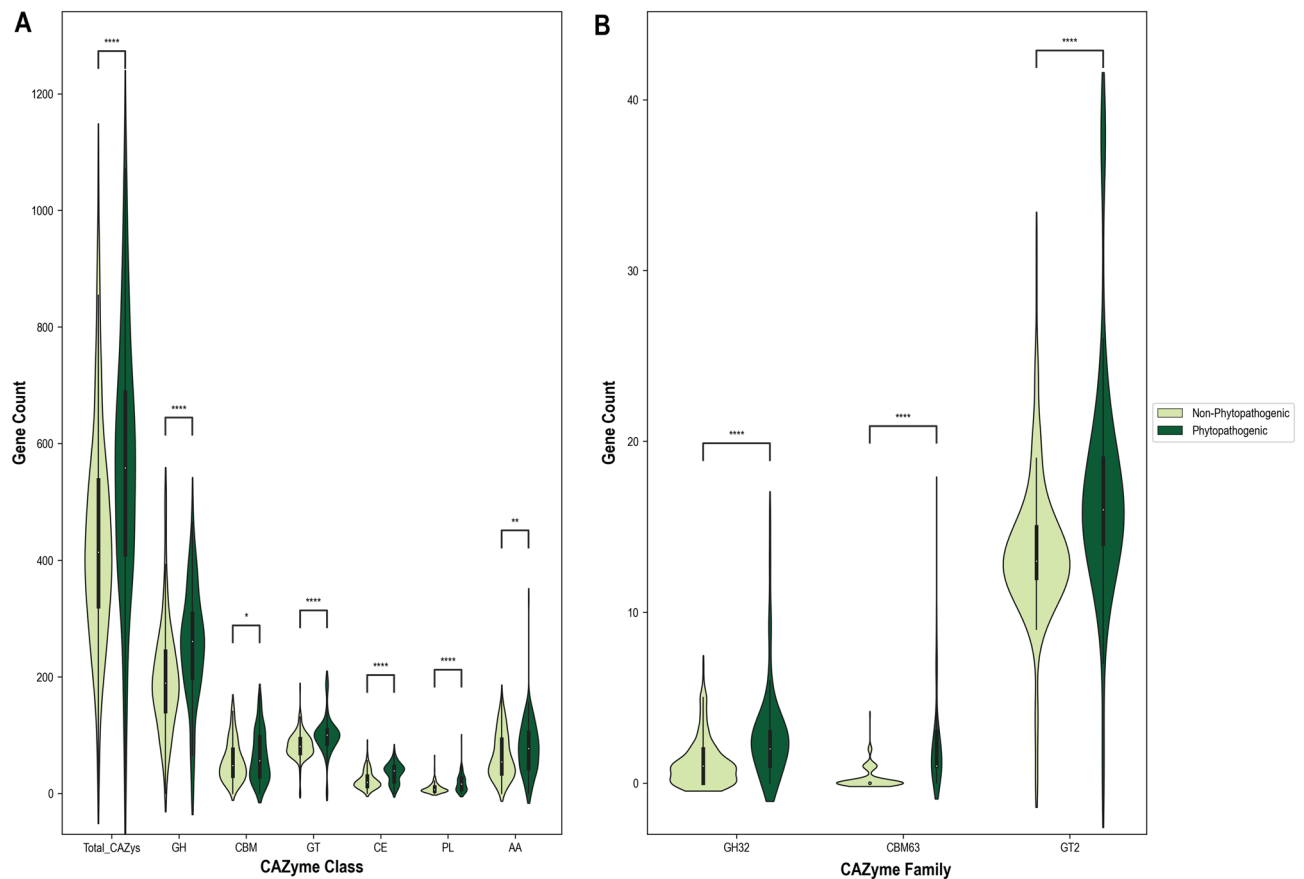 A
B
****
****
*
****
****
****
**
1200
1000
800
600
400
200
0
Gene Count
Total_CAZys
GH
CBM
GT
CE
PL
AA
CAZyme Class
****
****
****
40
30
20
10
0
Gene Count
GH32
CBM63
GT2
CAZyme Family
Non-Phytopathogenic
Phytopathogenic